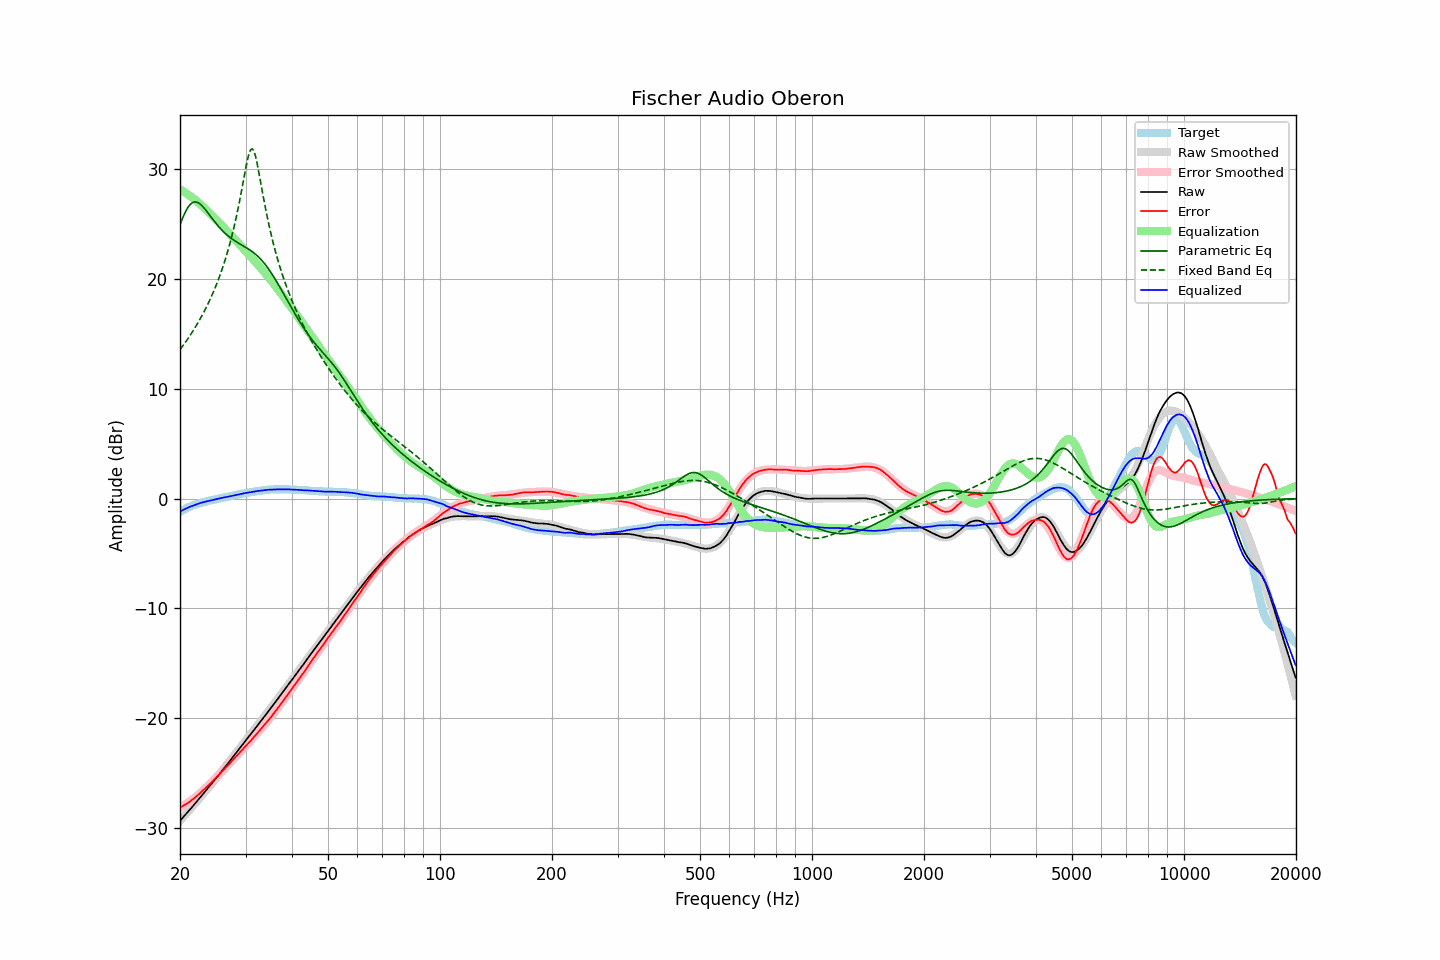 Fischer Audio Oberon
Target
Raw Smoothed
Error Smoothed
Raw
Error
Equalization
Parametric Eq
Fixed Band Eq
Equalized
Amplitude (dBr)
30
20
10
0
−10
−20
−30
20 50 100 200 500 1000 2000 5000 10000 20000
Frequency (Hz)